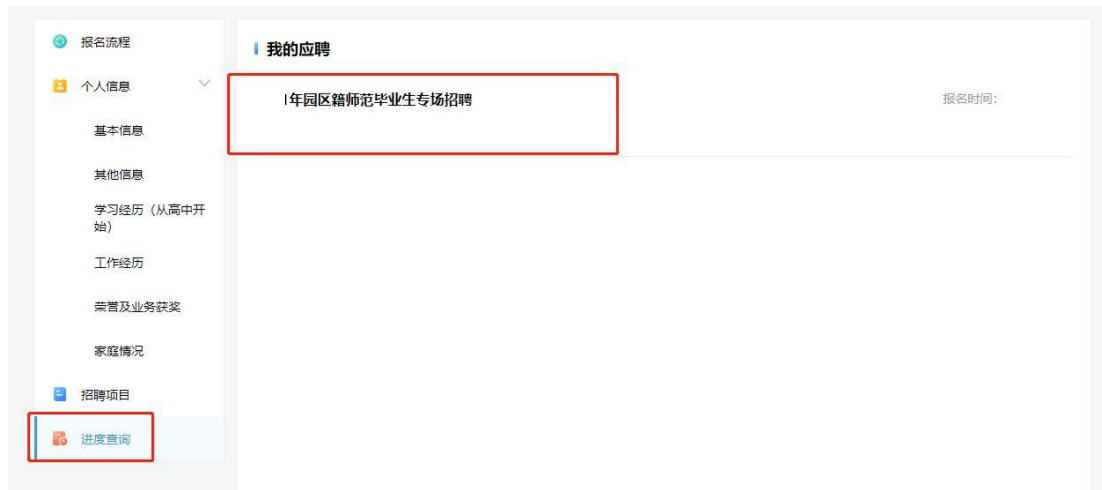 报名流程
个人信息
基本信息
其他信息
学习经历（从高中开
始）
工作经历
荣誉及业务获奖
家庭情况
招聘项目
进度查询
我的应聘
年园区籍师范毕业生专场招聘
报名时间：